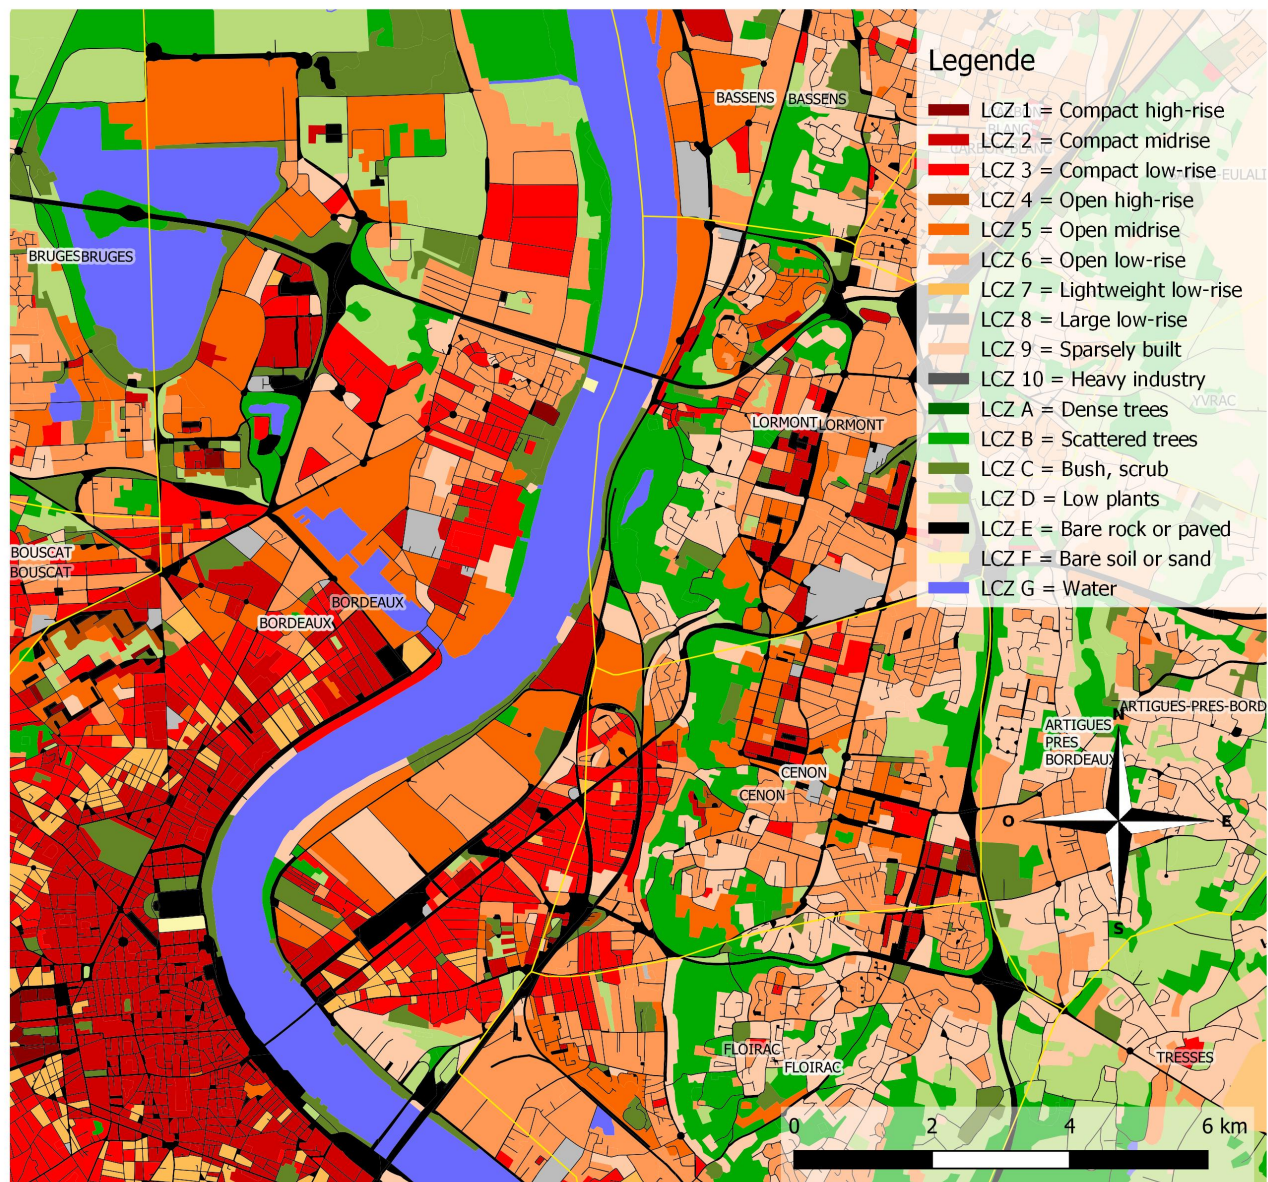 Legende
LCZ 1 = Compact high-rise
LCZ 2 = Compact midrise
LCZ 3 = Compact low-rise
LCZ 4 = Open high-rise
LCZ 5 = Open midrise
LCZ 6 = Open low-rise
LCZ 7 = Lightweight low-rise
LCZ 8 = Large low-rise
LCZ 9 = Sparsely built
LCZ 10 = Heavy industry
LCZ A = Dense trees
LCZ B = Scattered trees
LCZ C = Bush, scrub
LCZ D = Low plants
LCZ E = Bare rock or paved
LCZ F = Bare soil or sand
LCZ G = Water
BASSENS BASSENS
BRUGES BRUGES
YVRAC
LORMONT LORMONT
BOUSCAT
BOUSCAT
BORDEAUX
BORDEAUX
ARTIGUES-PRES-BORD
ARTIGUES
PRES
BORDEAUX
CENON
CENON
N
O
E
S
FLOIRAC
FLOIRAC
TRESSES
0 2 4 6 km